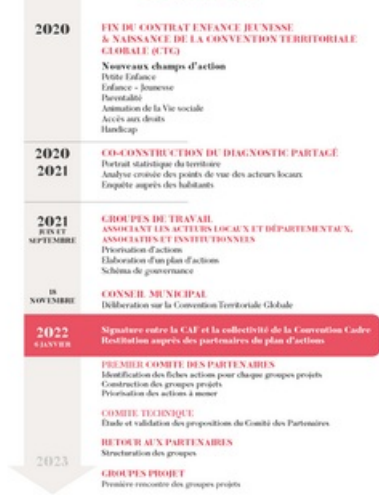 2020
FIN DU CONTRAT ENFANCE JEUNESSE
& NAISSANCE DE LA CONVENTION TERRITORIALE
GLOBALE (CTG)
Nouveaux champs d'action
Petite Enfance
Enfance - Jeunesse
Parentalité
Animation de la Vie sociale
Accès aux droits
Handicap
2020
2021
CO-CONSTRUCTION DU DIAGNOSTIC PARTAGÉ
Portrait statistique du territoire
Analyse croisée des points de vue des acteurs locaux
Enquête auprès des habitants
2021
JUIN ET
SEPTEMBRE
GROUPES DE TRAVAIL
ASSOCIANT LES ACTEURS LOCAUX ET DÉPARTEMENTAUX,
ASSOCIATIFS ET INSTITUTIONNELS
Priorisation d'actions
Elaboration d'un plan d'actions
Schéma de gouvernance
18
NOVEMBRE
CONSEIL MUNICIPAL
Déliberation sur la Convention Territoriale Globale
2022
6 JANVIER
Signature entre la CAF et la collectivité de la Convention Cadre
Restitution auprès des partenaires du plan d'actions
PREMIER COMITE DES PARTENAIRES
Identification des fiches actions pour chaque groupes projets
Construction des groupes projets
Priorisation des actions à mener
COMITE TECHNIQUE
Étude et validation des propositions du Comité des Partenaires
RETOUR AUX PARTENAIRES
Structuration des groupes
2023
GROUPES PROJET
Première rencontre des groupes projets